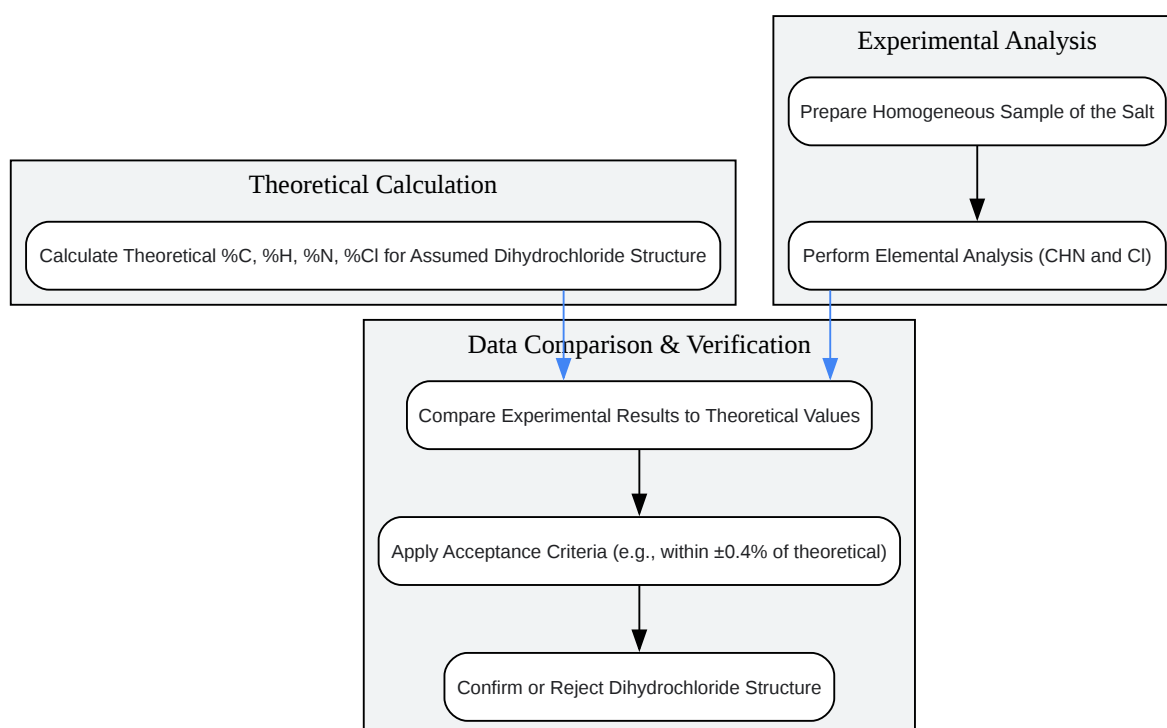 Experimental Analysis
Prepare Homogeneous Sample of the Salt
Perform Elemental Analysis (CHN and Cl)
Theoretical Calculation
Calculate Theoretical %C, %H, %N, %Cl for Assumed Dihydrochloride Structure
Data Comparison & Verification
Compare Experimental Results to Theoretical Values
Apply Acceptance Criteria (e.g., within ±0.4% of theoretical)
Confirm or Reject Dihydrochloride Structure